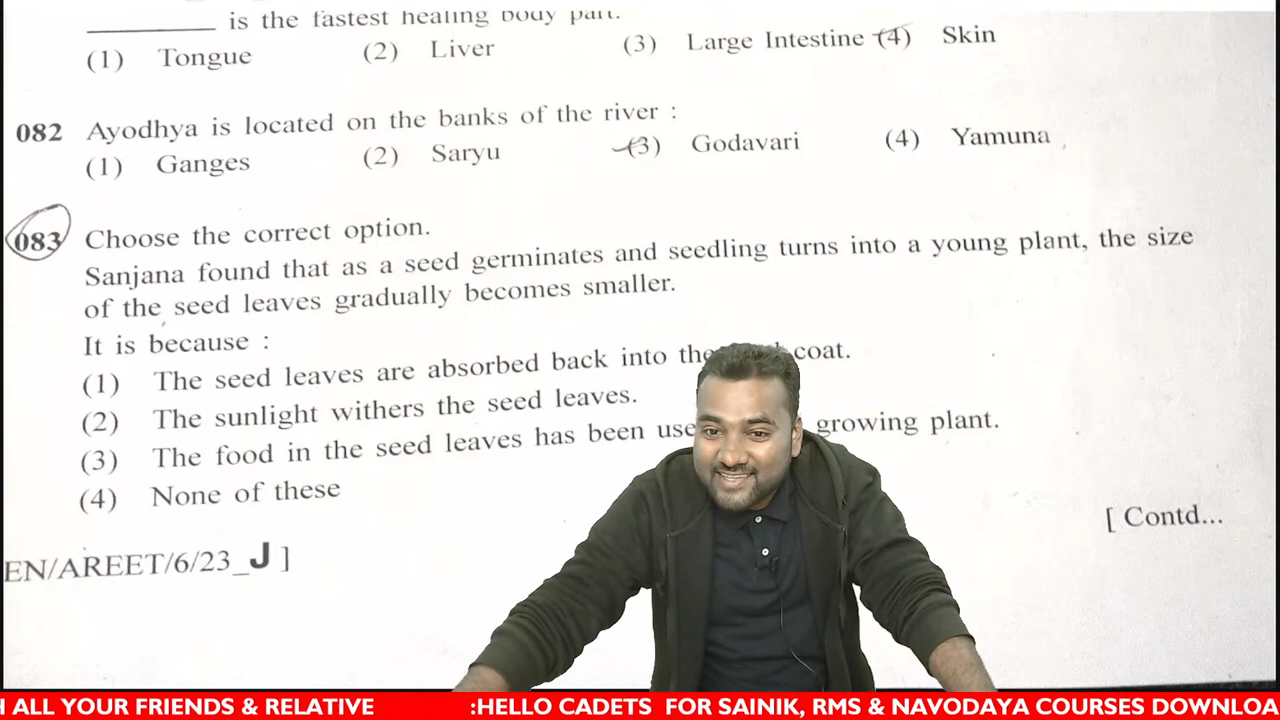 is the fastest healing body part.
(1) Tongue (2) Liver (3) Large Intestine (4) Skin
082 Ayodhya is located on the banks of the river :
(1) Ganges (2) Saryu (3) Godavari (4) Yamuna
083 Choose the correct option.
Sanjana found that as a seed germinates and seedling turns into a young plant, the size
of the seed leaves gradually becomes smaller.
It is because :
(1) The seed leaves are absorbed back into the coat.
(2) The sunlight withers the seed leaves.
(3) The food in the seed leaves has been growing plant.
(4) None of these
[ Contd...
EN/AREET/6/23_J ]
ALL YOUR FRIENDS & RELATIVE :HELLO CADETS FOR SAINIK, RMS & NAVODAYA COURSES